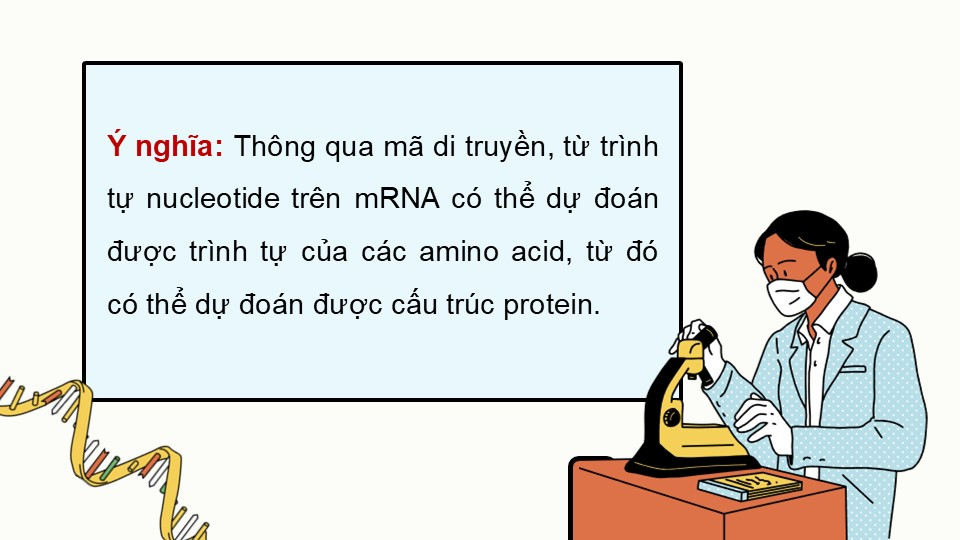 Ý nghĩa: Thông qua mã di truyền, từ trình
tự nucleotide trên mRNA có thể dự đoán
được trình tự của các amino acid, từ đó
có thể dự đoán được cấu trúc protein.